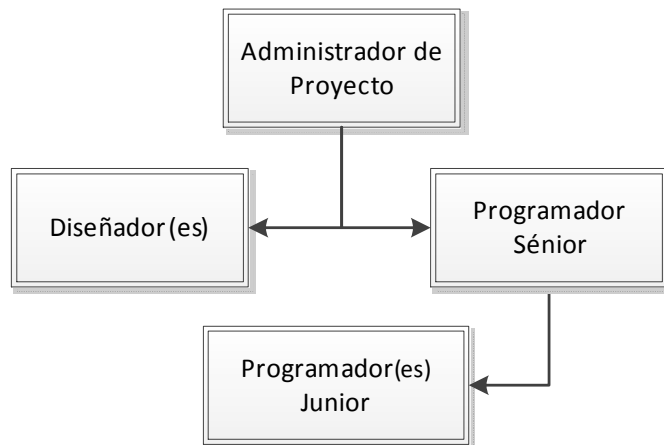 Administrador de
Proyecto
Diseñador(es)
Programador
Sénior
Programador(es)
Junior